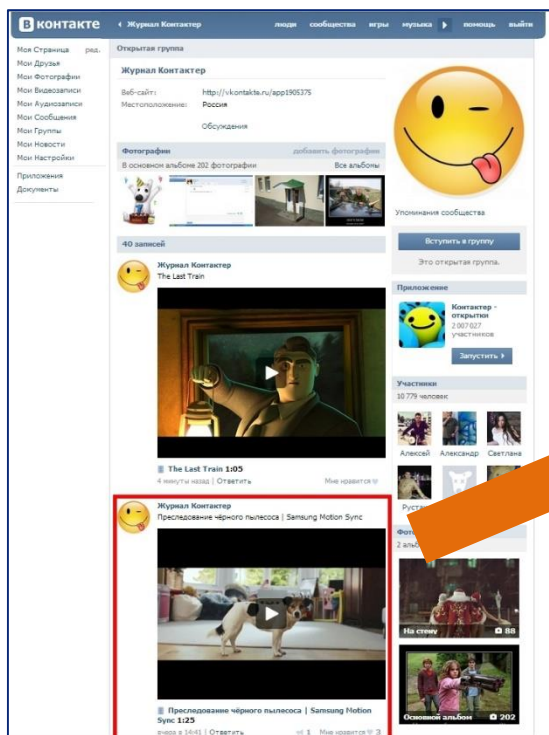 В контакте
Журнал Контактер
люди сообщества игры музыка помощь выйти
Моя Страница ред.
Мои Друзья
Мои Фотографии
Мои Видеозаписи
Мои Аудиозаписи
Мои Сообщения
Мои Группы
Мои Новости
Мои Настройки
Приложения
Документы
Открытая группа
Журнал Контактер
Веб-сайт: http://vkontakte.ru/app1905375
Местоположение: Россия
Обсуждения
Фотографии добавить фотографии
В основном альбоме 202 фотографии Все альбомы
40 записей
Журнал Контактер
The Last Train
The Last Train 1:05
4 минуты назад | Ответить Мне нравится
Журнал Контактер
Преследование чёрного пылесоса | Samsung Motion Sync
Преследование чёрного пылесоса | Samsung Motion
Sync 1:25
вчера в 14:41 | Ответить 1 Мне нравится 3
Упоминания сообщества
Вступить в группу
Это открытая группа.
Приложение
Контактер -
открытки
2 087 027
участников
Запустить
Участники
10 779 человек
Алексей Александр Светлана
На стену 88
Основной альбом 202